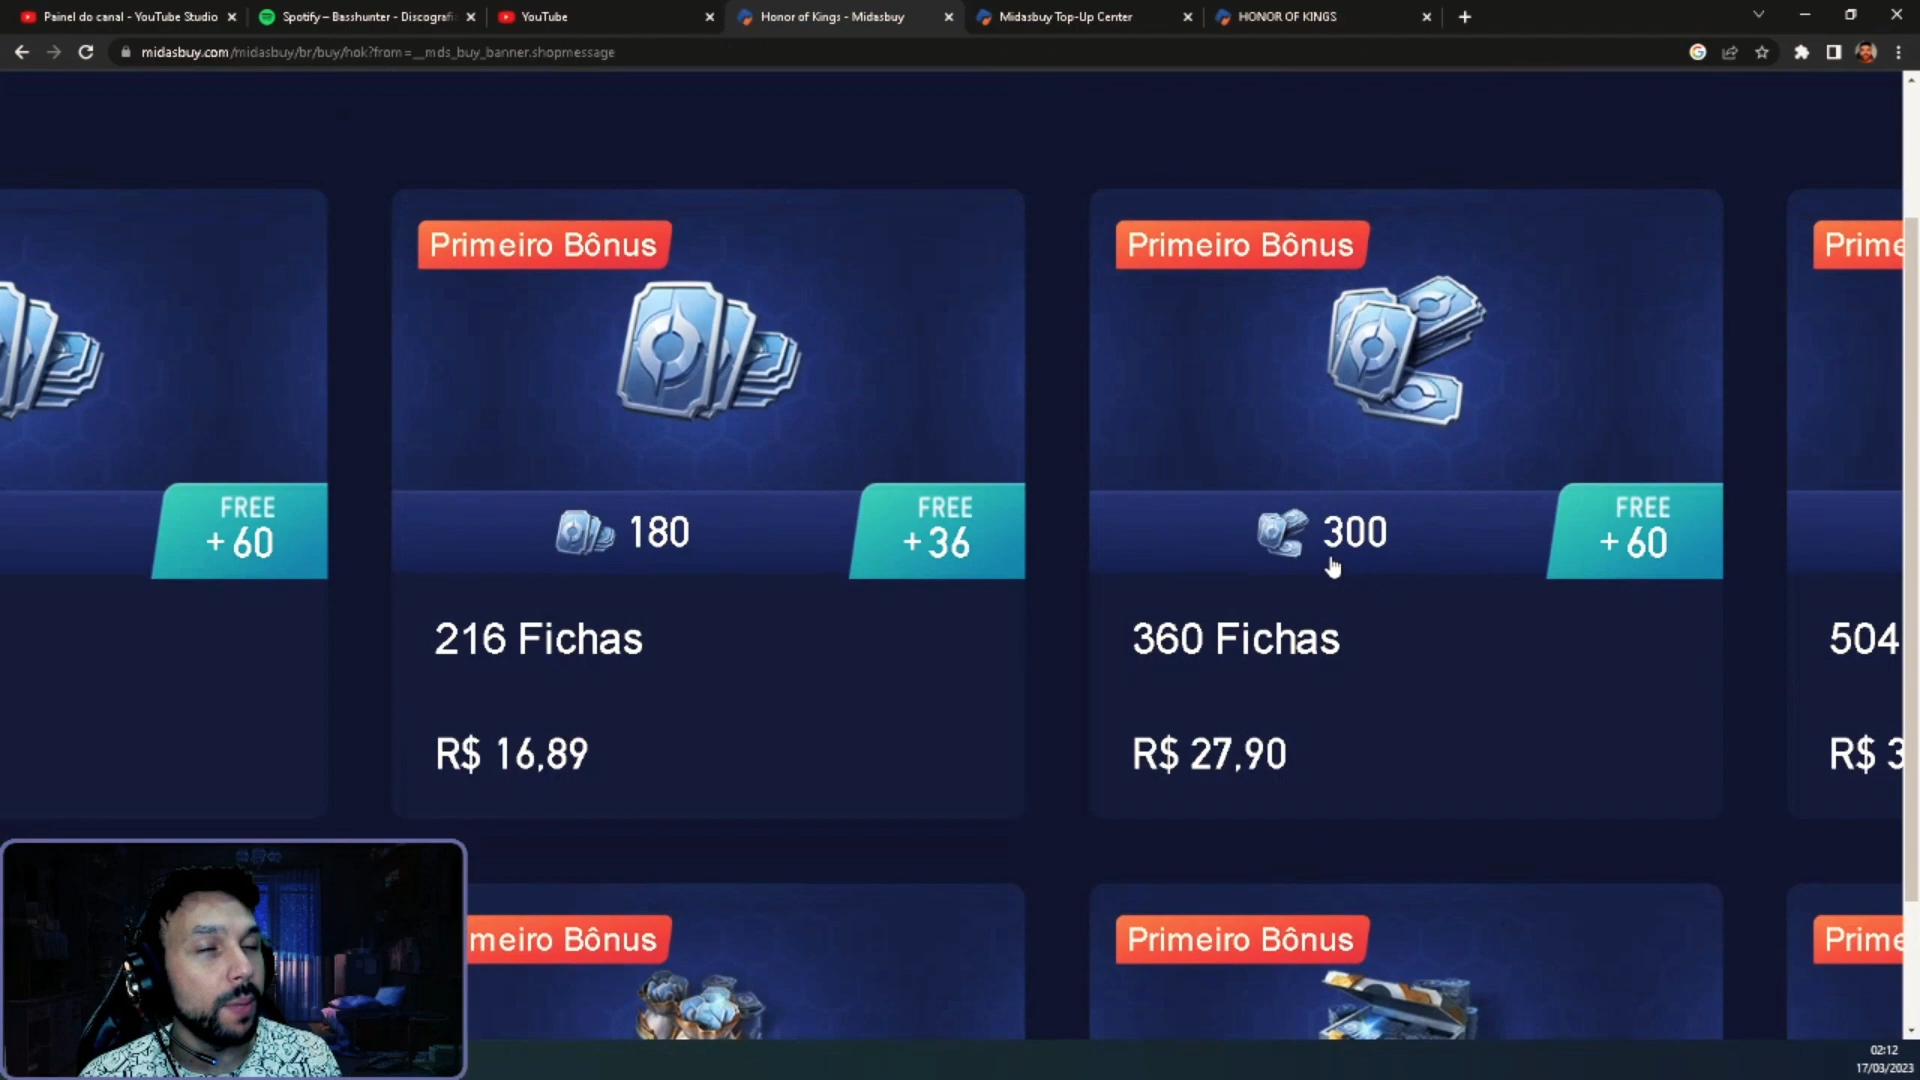 Painel do canal - YouTube Studio
Spotify – Basshunter - Discografi
YouTube
Honor of Kings - Midasbuy
Midasbuy Top-Up Center
HONOR OF KINGS
midasbuy.com/midasbuy/br/buy/hok?from=__mds_buy_banner.shopmessage
Primeiro Bônus
Primeiro Bônus
Prime
FREE
+ 60
180
FREE
+ 36
300
FREE
+ 60
216 Fichas
360 Fichas
504
R$ 16,89
R$ 27,90
R$ 3
meiro Bônus
Primeiro Bônus
Prime
02:12
17/03/2023